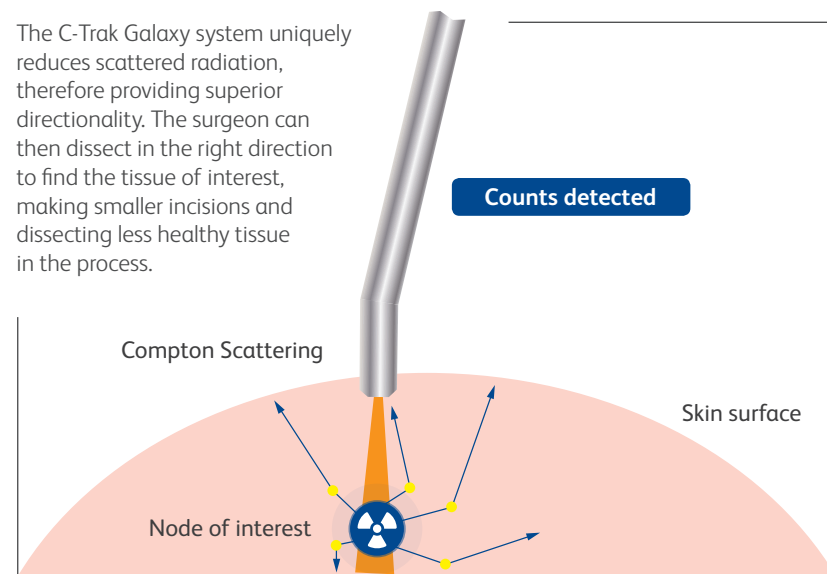 The C-Trak Galaxy system uniquely
reduces scattered radiation,
therefore providing superior
directionality. The surgeon can
then dissect in the right direction
to find the tissue of interest,
making smaller incisions and
dissecting less healthy tissue
in the process.
Counts detected
Compton Scattering
Skin surface
Node of interest